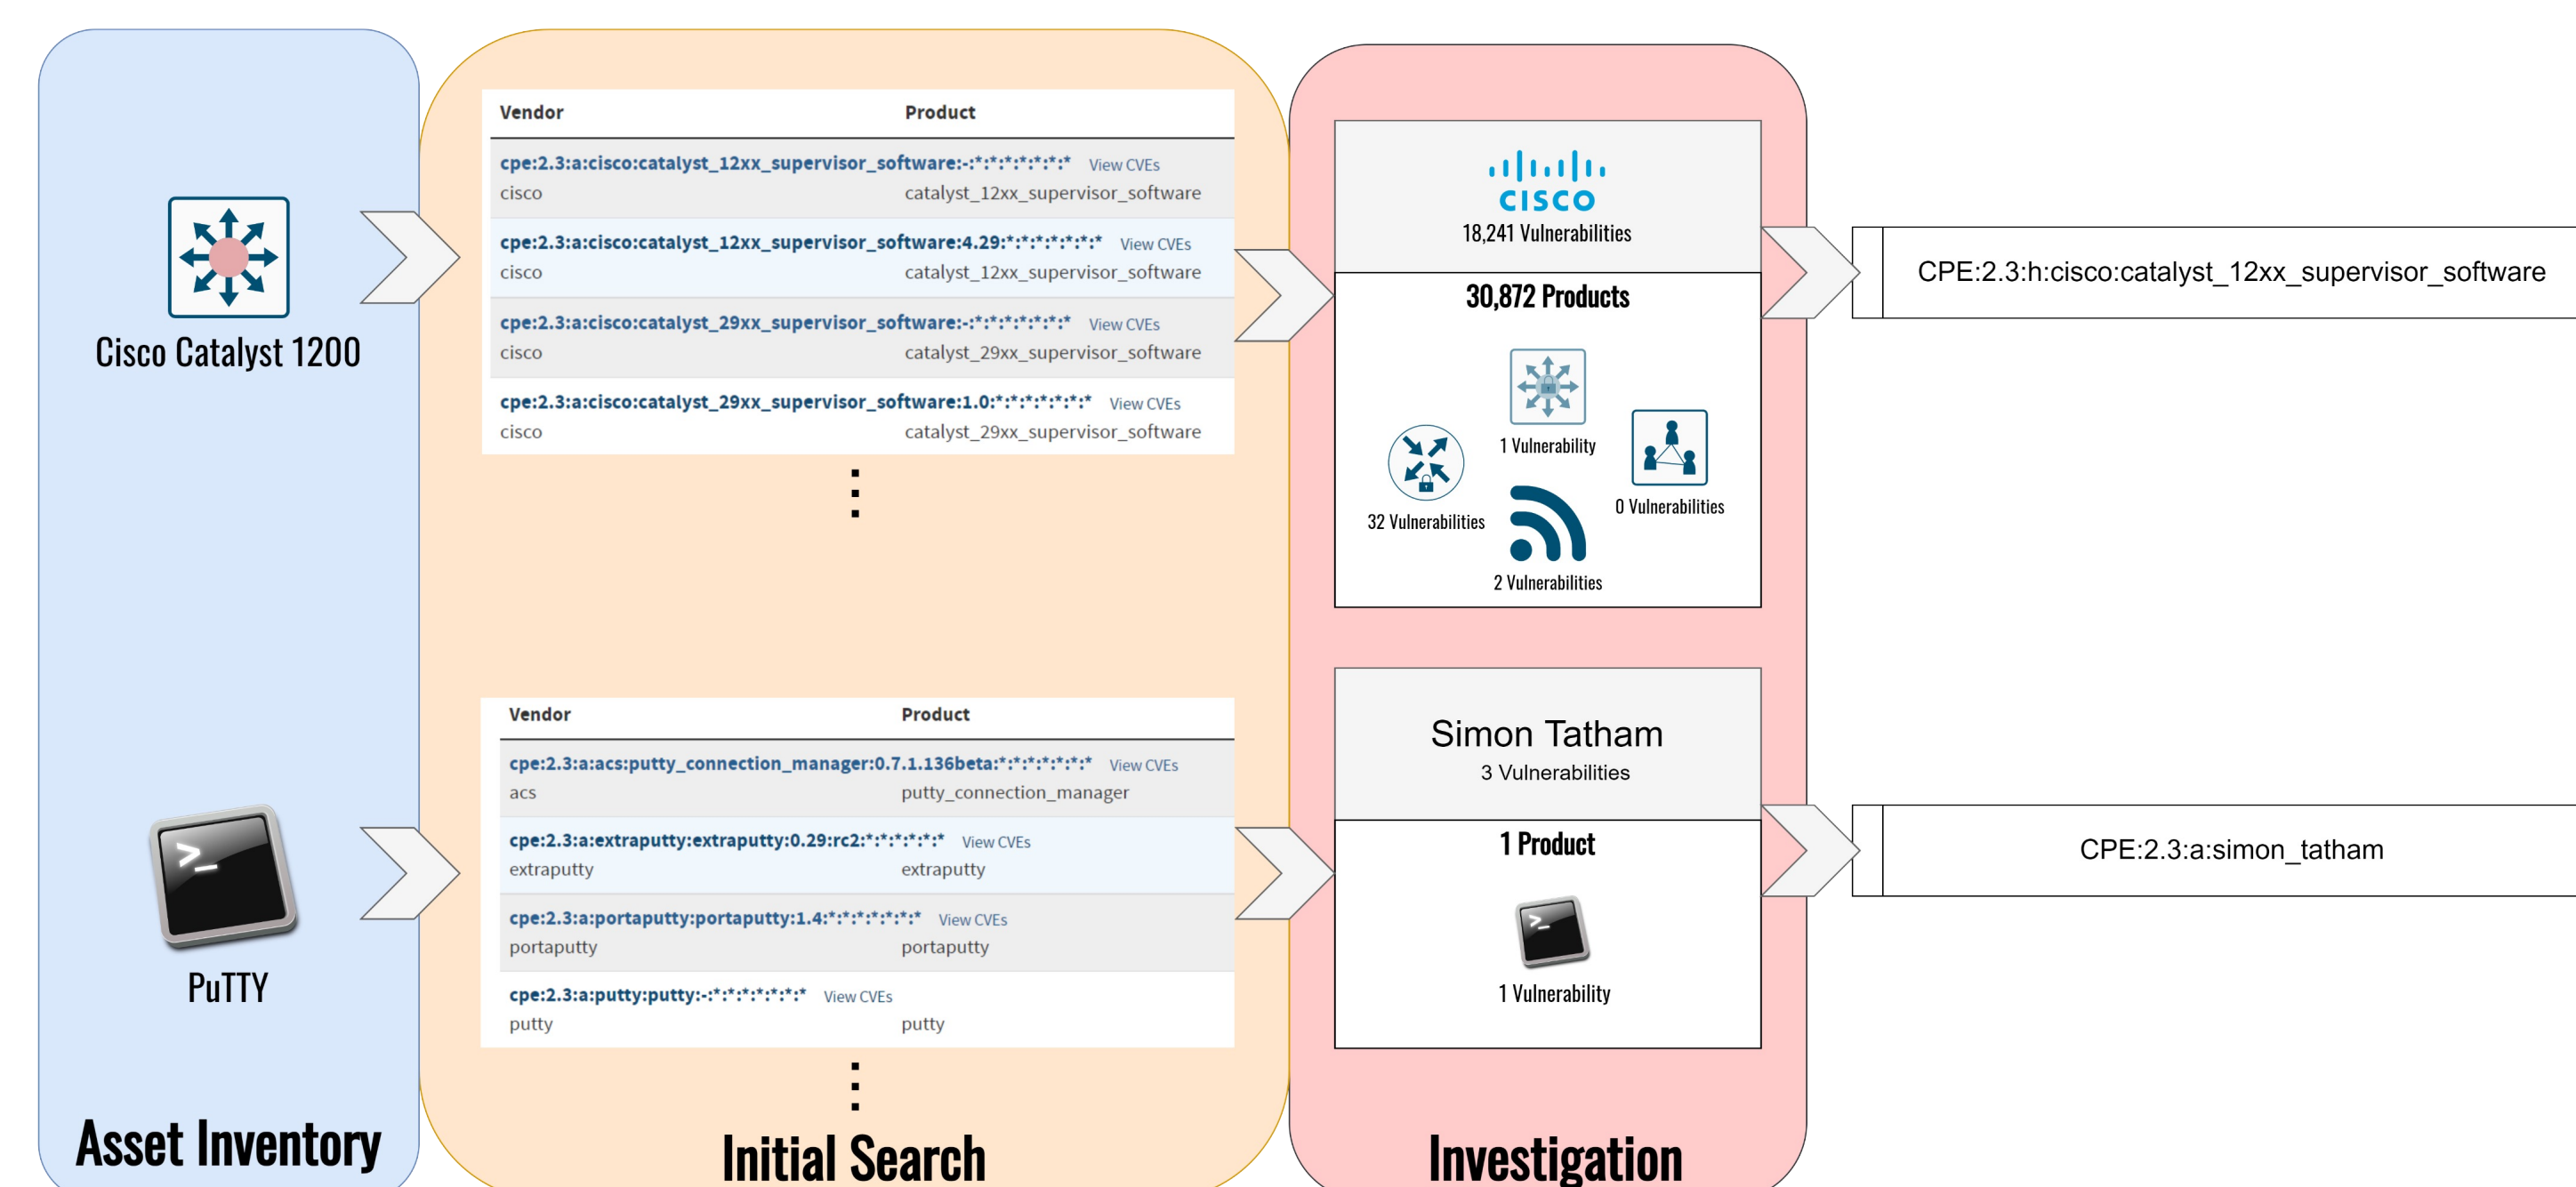 Cisco Catalyst 1200
PuTTY
Asset Inventory
Vendor Product
cpe:2.3:a:cisco:catalyst_12xx_supervisor_software:-:*:*:*:*:*:*:* View CVEs
cisco catalyst_12xx_supervisor_software
cpe:2.3:a:cisco:catalyst_12xx_supervisor_software:4.29:*:*:*:*:*:*:* View CVEs
cisco catalyst_12xx_supervisor_software
cpe:2.3:a:cisco:catalyst_29xx_supervisor_software:-:*:*:*:*:*:*:* View CVEs
cisco catalyst_29xx_supervisor_software
cpe:2.3:a:cisco:catalyst_29xx_supervisor_software:1.0:*:*:*:*:*:*:* View CVEs
cisco catalyst_29xx_supervisor_software
Vendor Product
cpe:2.3:a:acs:putty_connection_manager:0.7.1.136beta:*:*:*:*:*:*:* View CVEs
acs putty_connection_manager
cpe:2.3:a:extraputty:extraputty:0.29:rc2:*:*:*:*:*:* View CVEs
extraputty extraputty
cpe:2.3:a:portaputty:portaputty:1.4:*:*:*:*:*:*:* View CVEs
portaputty portaputty
cpe:2.3:a:putty:putty:-:*:*:*:*:*:*:* View CVEs
putty putty
Initial Search
CISCO
18,241 Vulnerabilities
30,872 Products
1 Vulnerability
32 Vulnerabilities
0 Vulnerabilities
2 Vulnerabilities
Simon Tatham
3 Vulnerabilities
1 Product
>_
1 Vulnerability
Investigation
CPE:2.3:h:cisco:catalyst_12xx_supervisor_software
CPE:2.3:a:simon_tatham